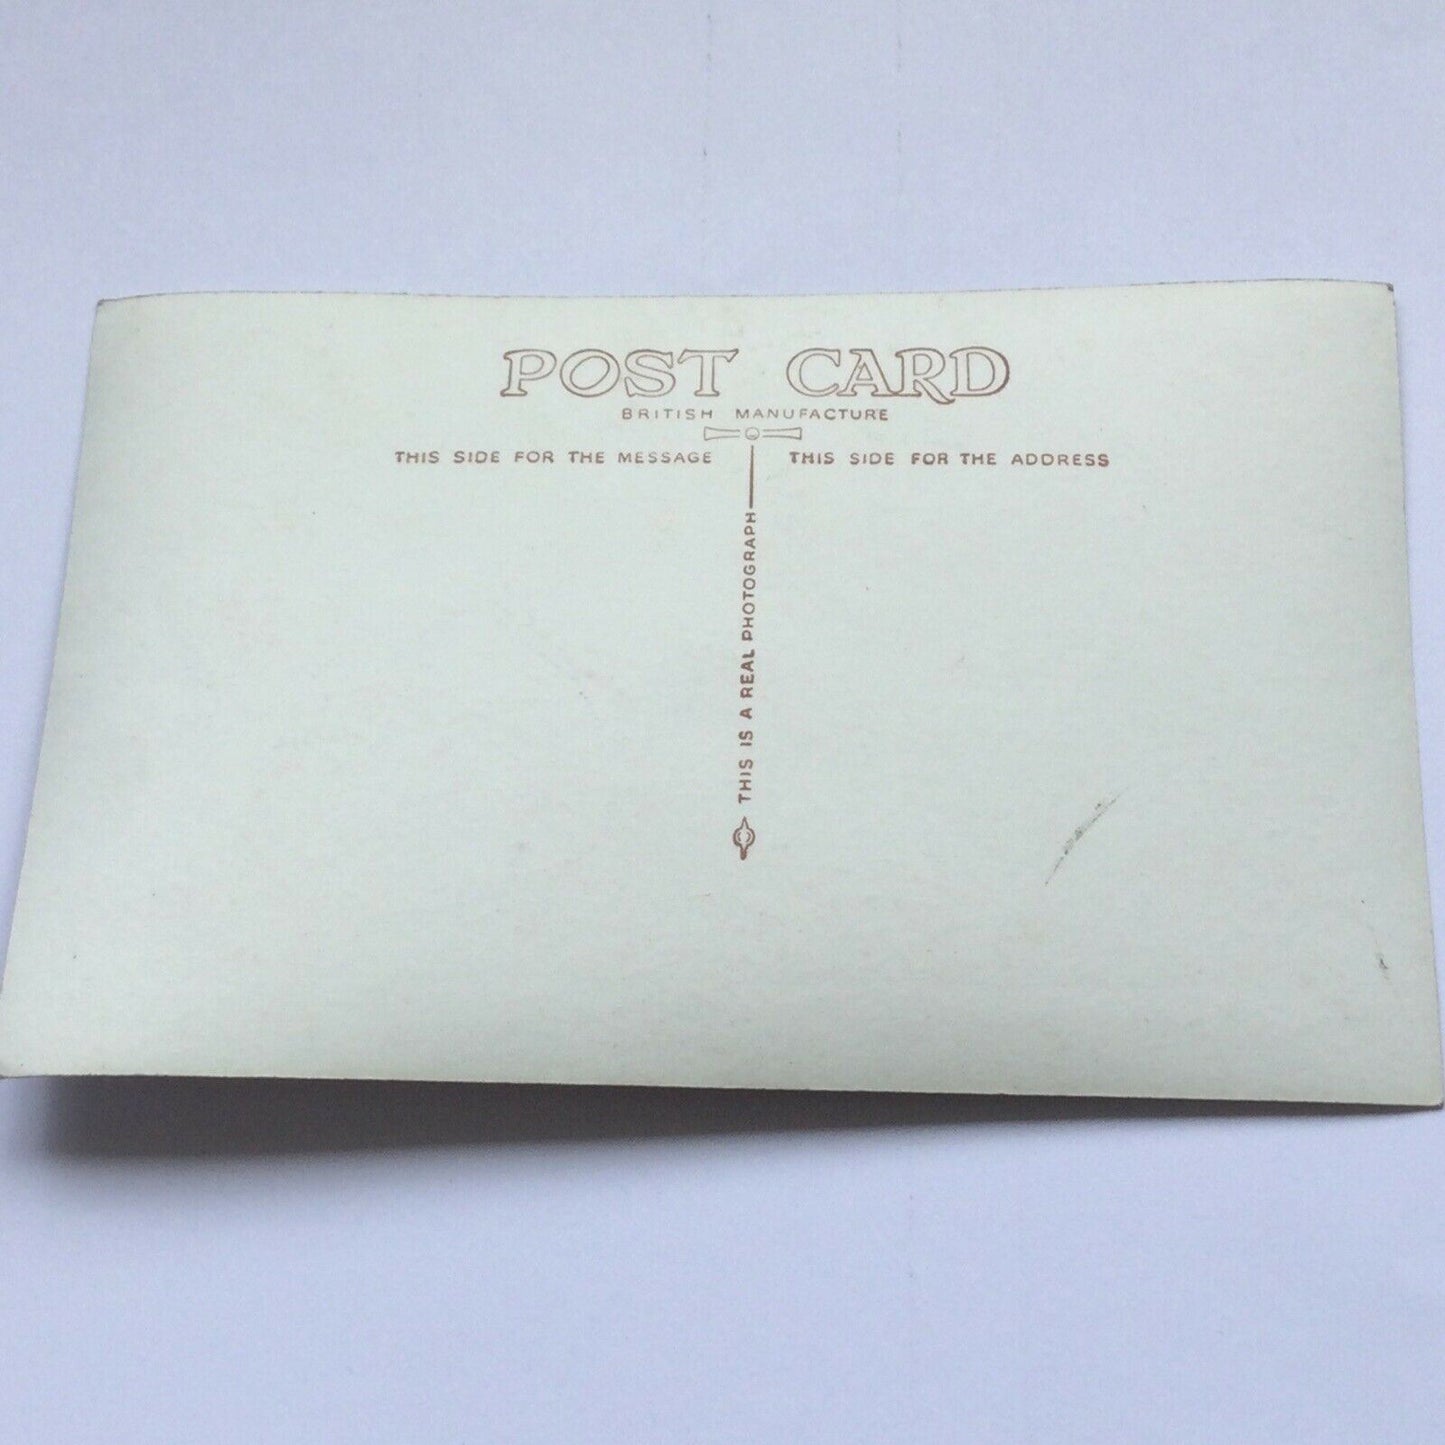 POST CARD
BRITISH MANUFACTURE
THIS SIDE FOR THE MESSAGE
THIS SIDE FOR THE ADDRESS
THIS IS A REAL PHOTOGRAPH